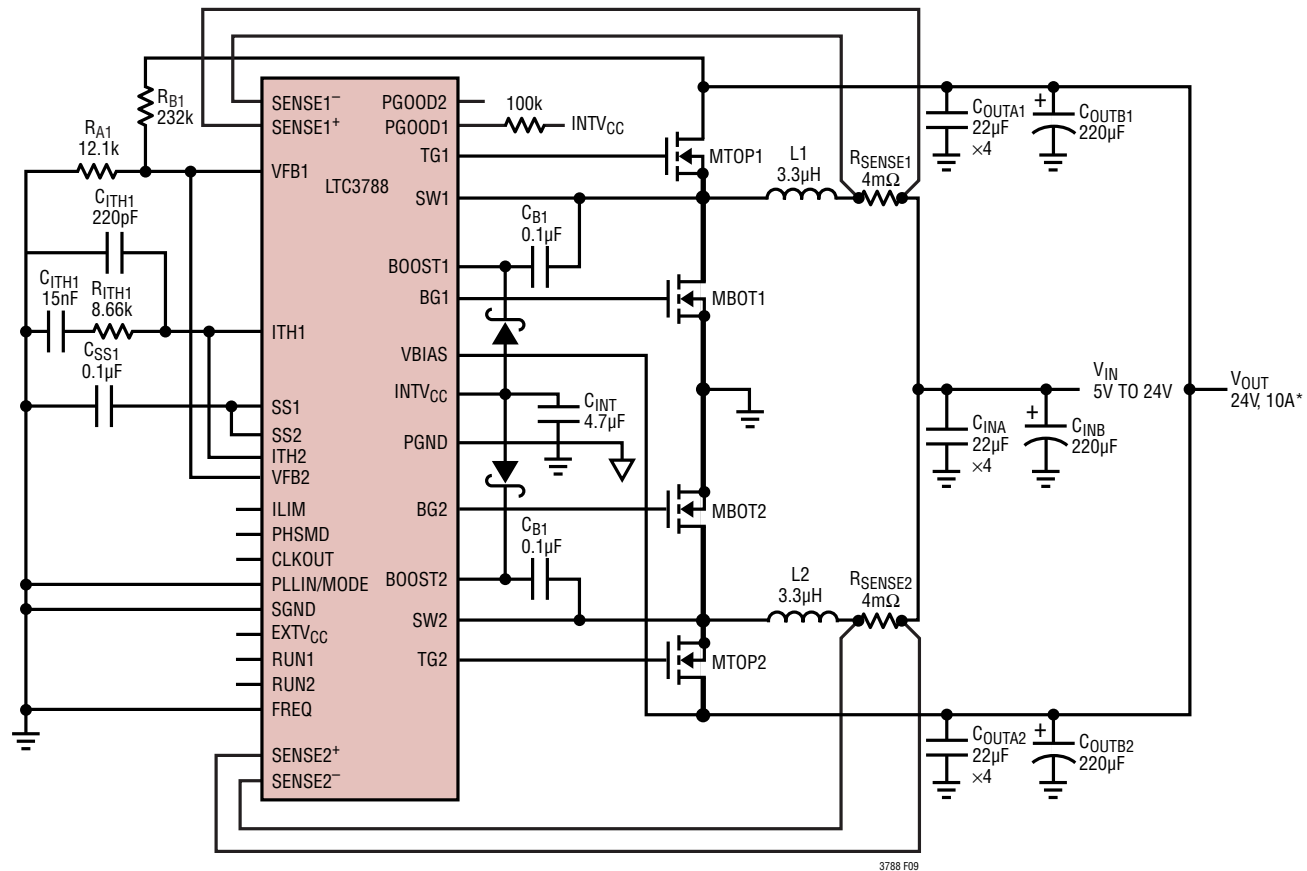 R_B1
232k
R_A1
12.1k
C_ITH1
220pF
C_ITH1
15nF
R_ITH1
8.66k
C_SS1
0.1µF
SENSE1−
SENSE1+
VFB1
LTC3788
ITH1
SS1
SS2
ITH2
VFB2
ILIM
PHSMD
CLKOUT
PLLIN/MODE
SGND
EXTV_CC
RUN1
RUN2
FREQ
SENSE2+
SENSE2−
PGOOD2
PGOOD1
TG1
SW1
BOOST1
BG1
VBIAS
INTV_CC
PGND
BG2
BOOST2
SW2
TG2
100k
INTV_CC
C_B1
0.1µF
C_INT
4.7µF
C_B1
0.1µF
MTOP1
MBOT1
MBOT2
MTOP2
L1
3.3µH
R_SENSE1
4mΩ
L2
3.3µH
R_SENSE2
4mΩ
C_OUTA1
22µF
×4
+
C_OUTB1
220µF
V_IN
5V TO 24V
C_INA
22µF
×4
+
C_INB
220µF
V_OUT
24V, 10A*
C_OUTA2
22µF
×4
+
C_OUTB2
220µF
3788 F09